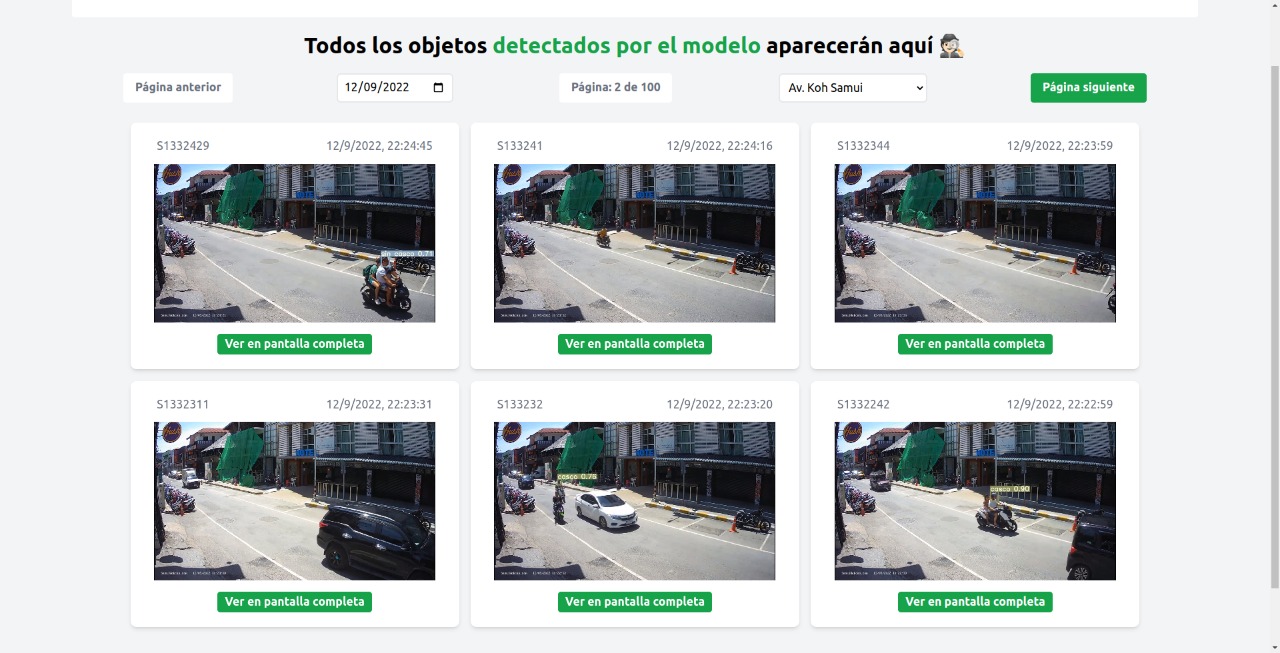 Todos los objetos detectados por el modelo aparecerán aquí
Página anterior
12/09/2022
Página: 2 de 100
Av. Koh Samui
Página siguiente
S1332429 12/9/2022, 22:24:45
sin casco 0.71
Ver en pantalla completa
S133241 12/9/2022, 22:24:16
Ver en pantalla completa
S1332344 12/9/2022, 22:23:59
Ver en pantalla completa
S1332311 12/9/2022, 22:23:31
Ver en pantalla completa
S133232 12/9/2022, 22:23:20
casco 0.76
Ver en pantalla completa
S1332242 12/9/2022, 22:22:59
casco 0.90
Ver en pantalla completa